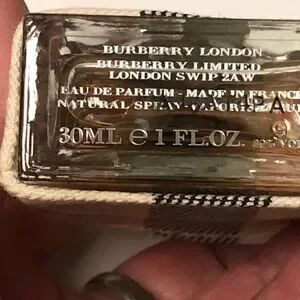 BURBERRY LONDON
BURBERRY LIMITED
LONDON SW1P 2AW
EAU DE PARFUM - MADE IN FRANCE
NATURAL SPRAY
30ML e 1 FL.OZ.